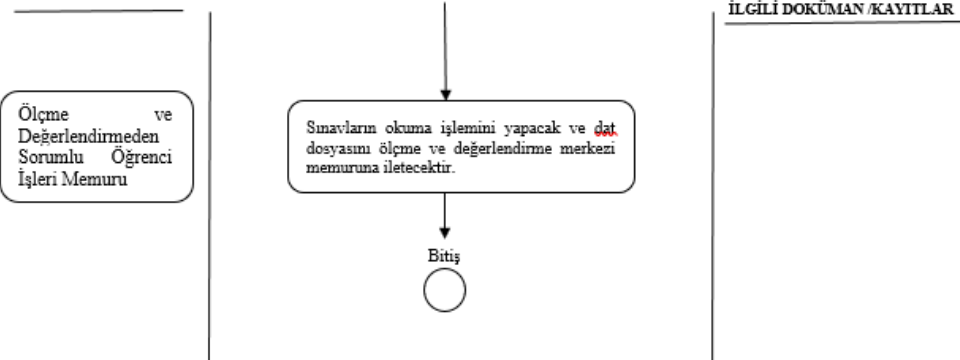 İLGİLİ DOKÜMAN /KAYITLAR
Ölçme ve
Değerlendirmeden
Sorumlu Öğrenci
İşleri Memuru
Sınavların okuma işlemini yapacak ve dat
dosyasını ölçme ve değerlendirme merkezi
memuruna iletecektir.
Bitiş